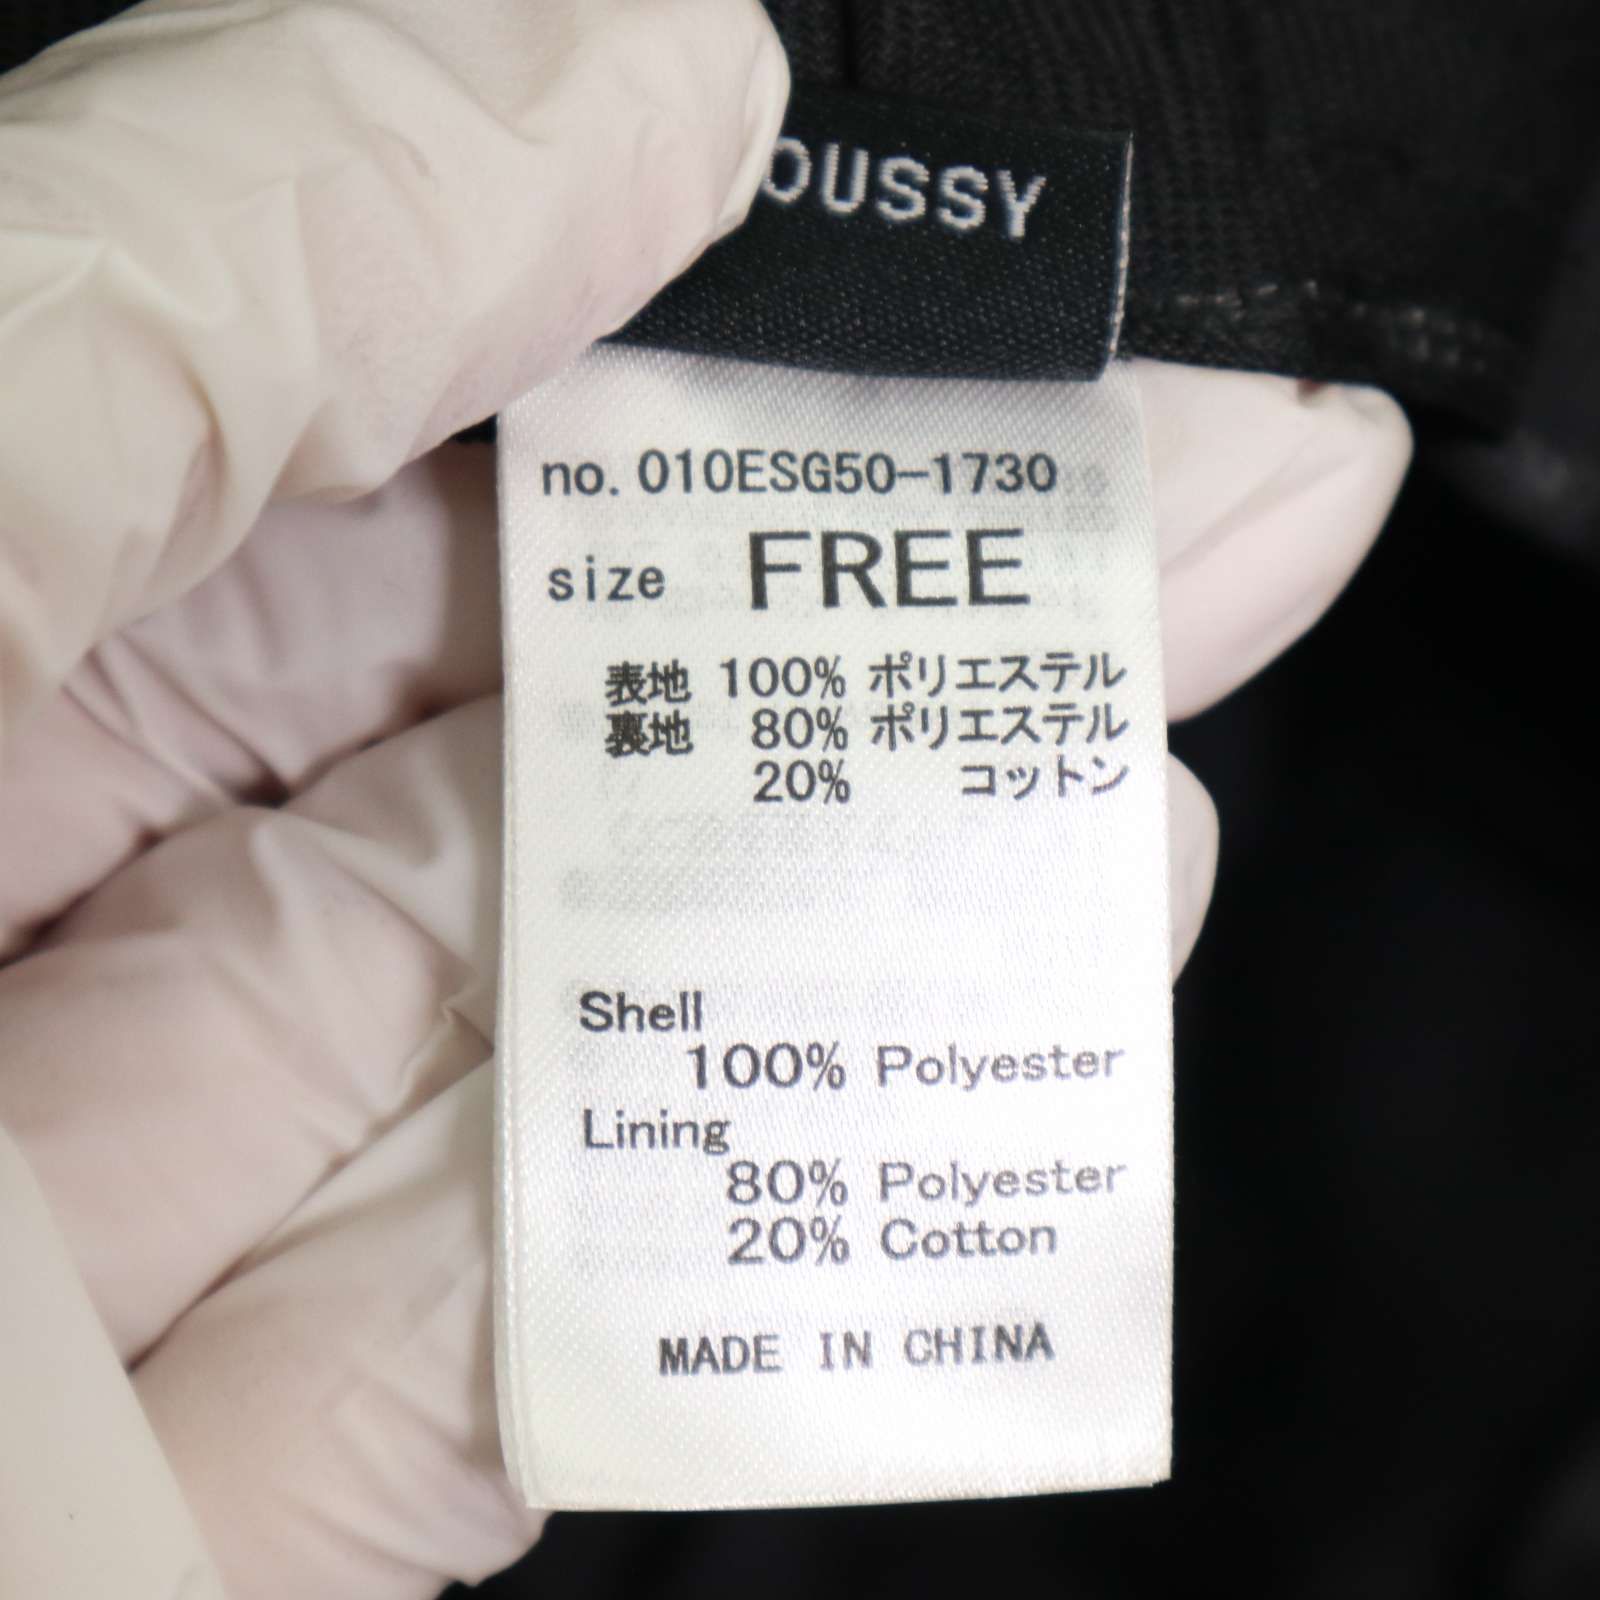 OUSSY
no. 010ESG50-1730
size FREE
表地 100% ポリエステル
裏地 80% ポリエステル
20% コットン
Shell
100% Polyester
Lining
80% Polyester
20% Cotton
MADE IN CHINA